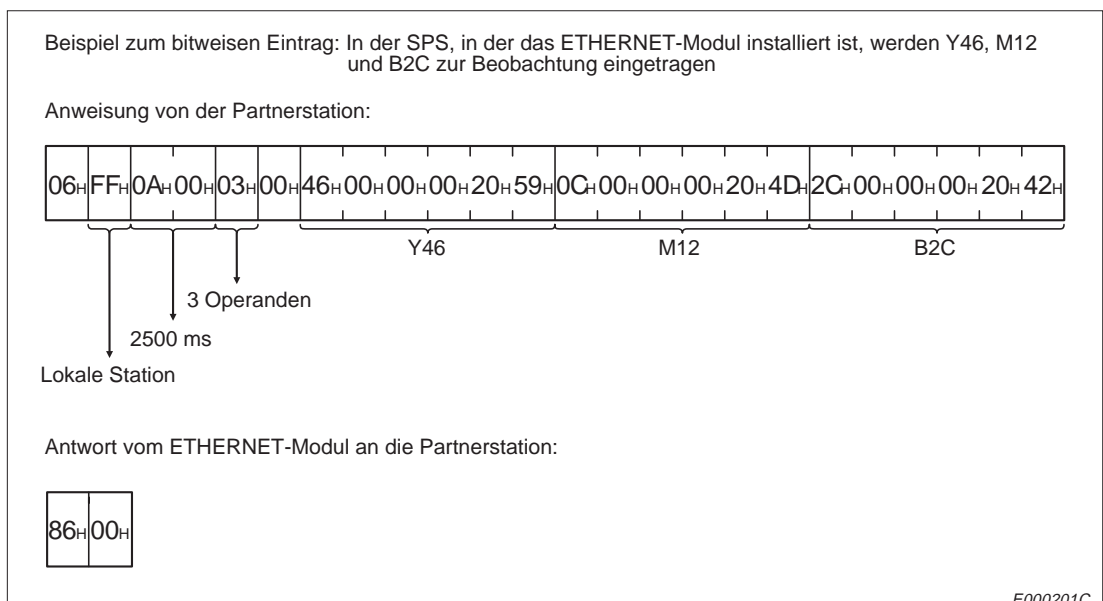 Beispiel zum bitweisen Eintrag: In der SPS, in der das ETHERNET-Modul installiert ist, werden Y46, M12
und B2C zur Beobachtung eingetragen
Anweisung von der Partnerstation:
06H FFH 0AH 00H 03H 00H 46H 00H 00H 00H 20H 59H 0CH 00H 00H 00H 20H 4DH 2CH 00H 00H 00H 20H 42H
Y46 M12 B2C
3 Operanden
2500 ms
Lokale Station
Antwort vom ETHERNET-Modul an die Partnerstation:
86H 00H
E000201C